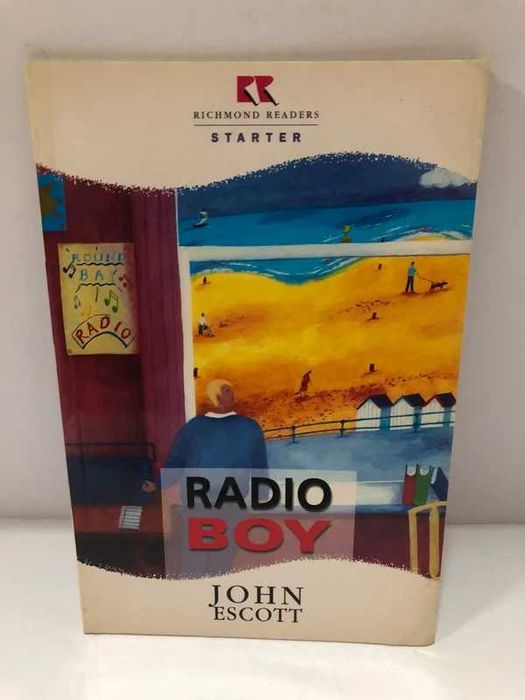 RICHMOND READERS
STARTER
ROUND
BAY
RADIO
RADIO
BOY
JOHN
ESCOTT